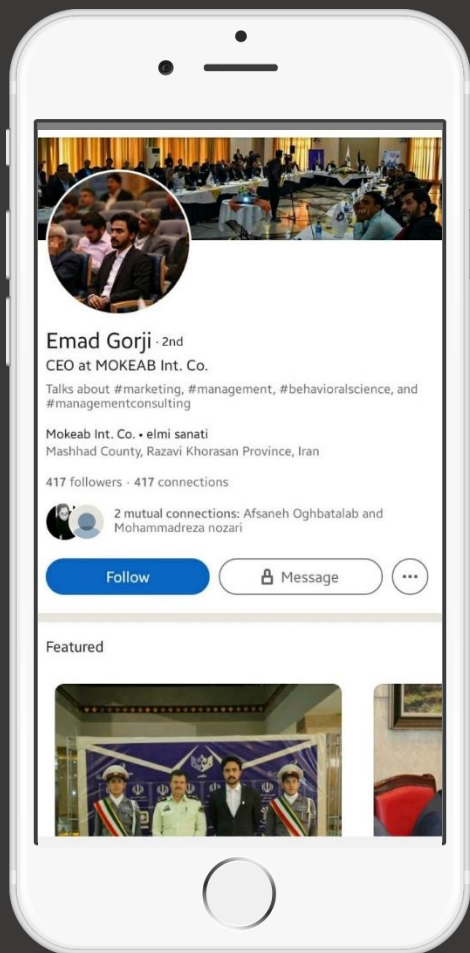 Emad Gorji · 2nd
CEO at MOKEAB Int. Co.
Talks about #marketing, #management, #behavioralscience, and
#managementconsulting
Mokeab Int. Co. • elmi sanati
Mashhad County, Razavi Khorasan Province, Iran
417 followers · 417 connections
2 mutual connections: Afsaneh Oghbatalab and
Mohammadreza nozari
Follow
Message
Featured